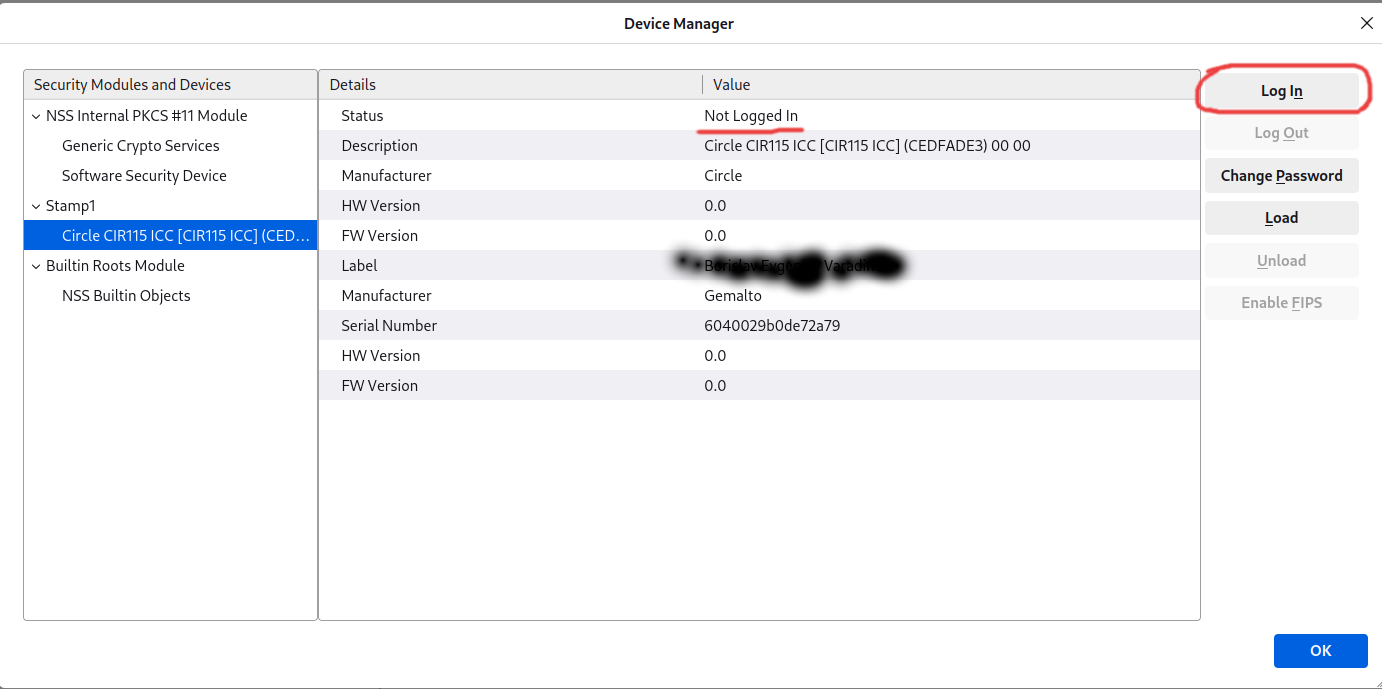 Device Manager
Security Modules and Devices
NSS Internal PKCS #11 Module
Generic Crypto Services
Software Security Device
Stamp1
Circle CIR115 ICC [CIR115 ICC] (CED...
Builtin Roots Module
NSS Builtin Objects
Details Value
Status Not Logged In
Description Circle CIR115 ICC [CIR115 ICC] (CEDFADE3) 00 00
Manufacturer Circle
HW Version 0.0
FW Version 0.0
Label
Manufacturer Gemalto
Serial Number 6040029b0de72a79
HW Version 0.0
FW Version 0.0
Log In
Log Out
Change Password
Load
Unload
Enable FIPS
OK